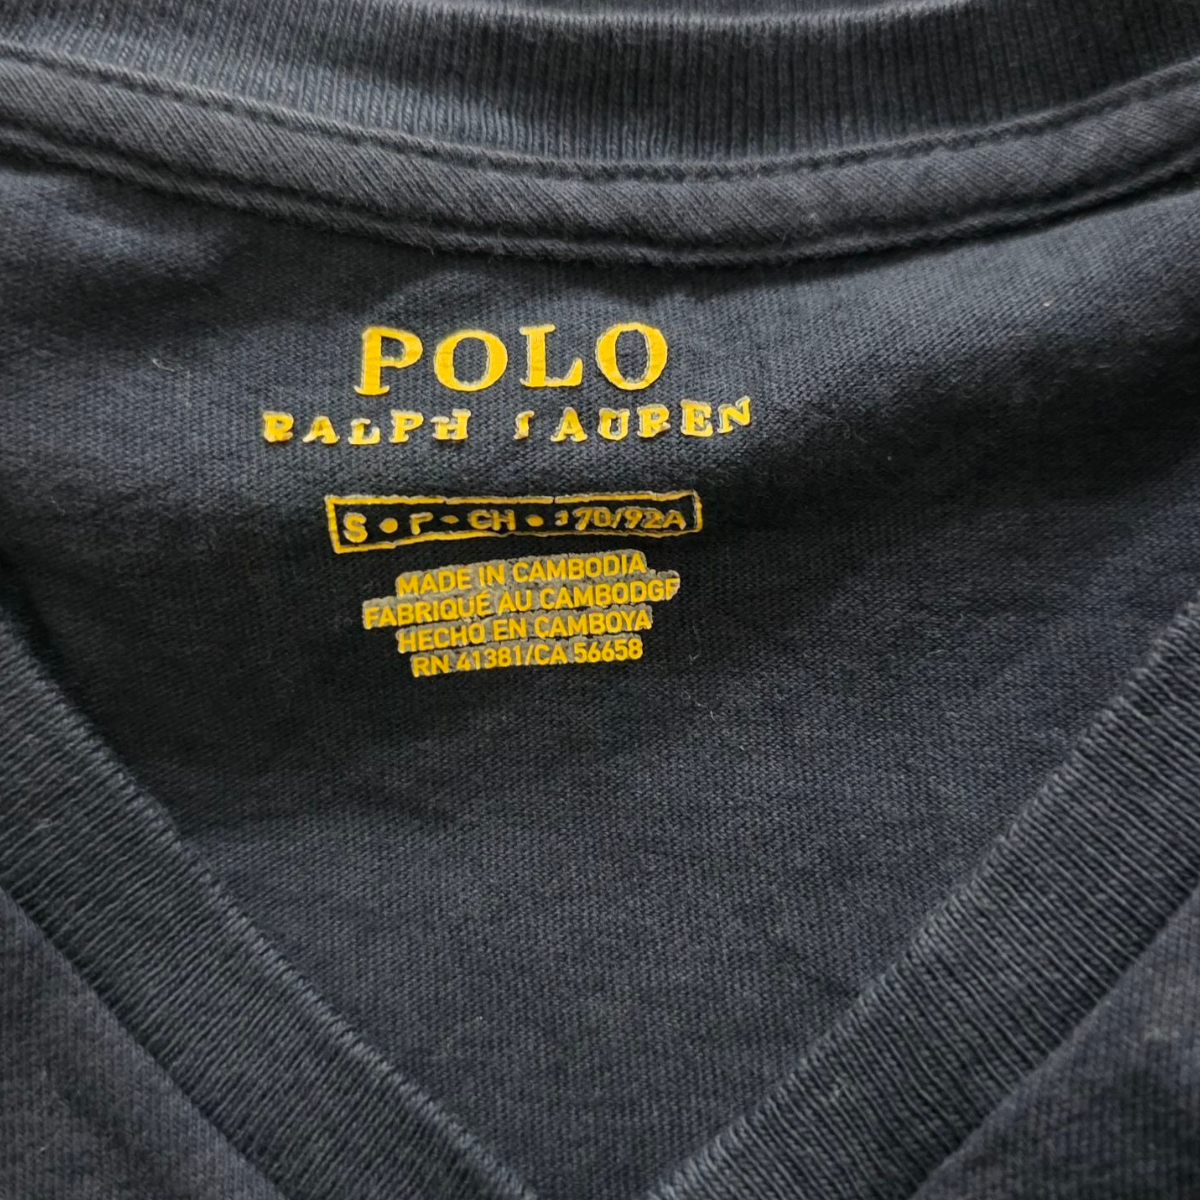 POLO
RALPH LAUREN
S • P • CH • 170/92A
MADE IN CAMBODIA
FABRIQUÉ AU CAMBODGE
HECHO EN CAMBOYA
RN 41381/CA 56658